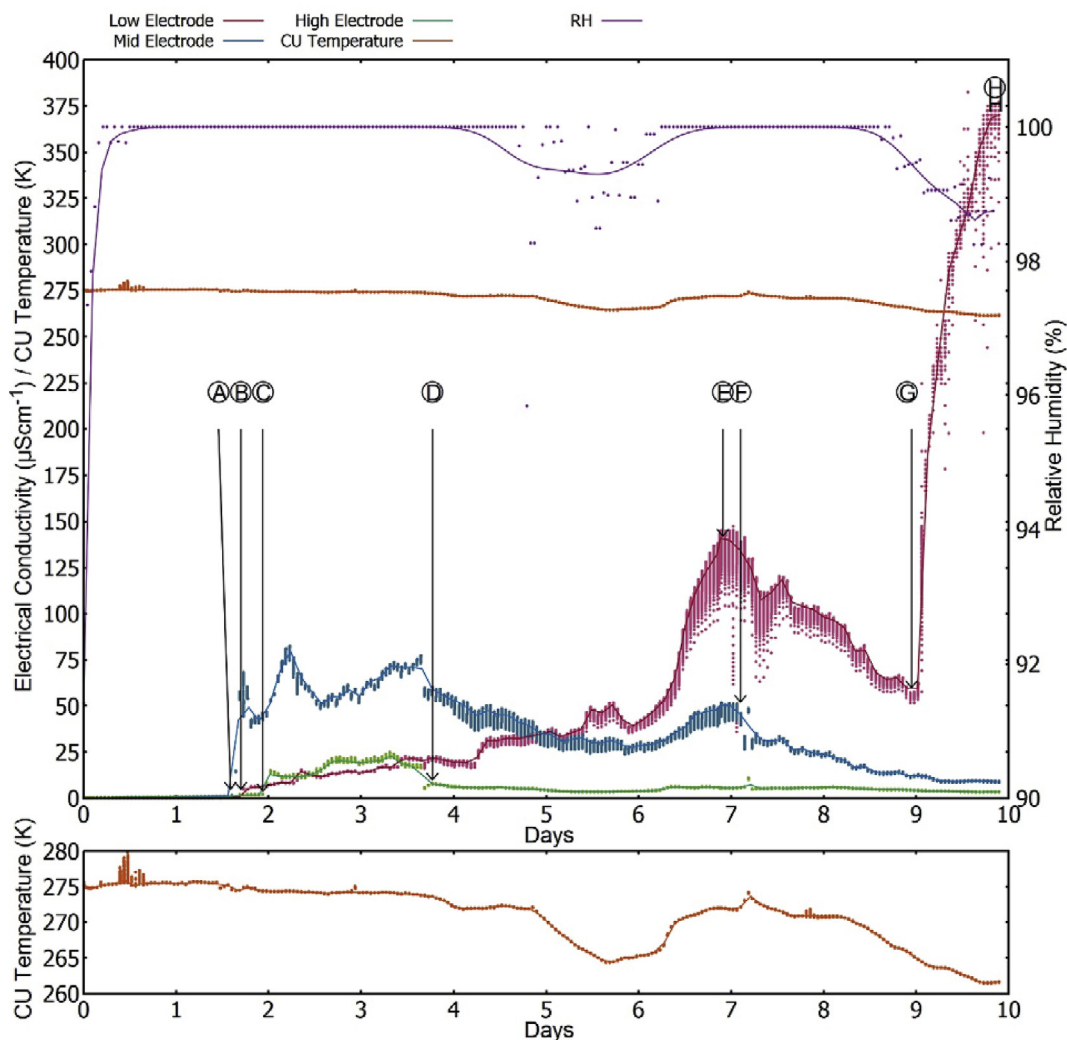 Low Electrode High Electrode RH
Mid Electrode CU Temperature
400
375
350
325
300
275
250
225
200
175
150
125
100
75
50
25
0
Electrical Conductivity (µScm⁻¹) / CU Temperature (K)
A B C D E F G H
100
98
96
94
92
90
Relative Humidity (%)
0 1 2 3 4 5 6 7 8 9 10
Days
280
275
270
265
260
CU Temperature (K)
0 1 2 3 4 5 6 7 8 9 10
Days